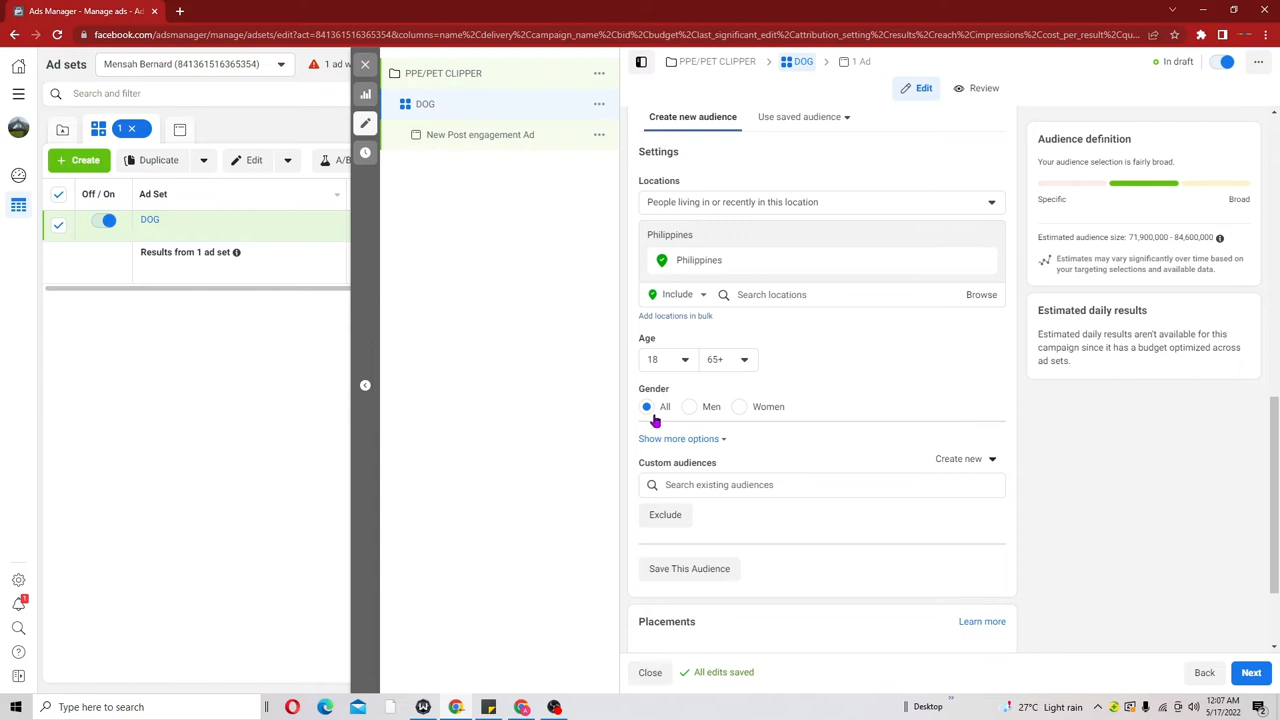 Ads Manager - Manage ad
facebook.com/adsmanager/manage/adsets/edit?act=841361516365354&columns=name%2Cdelivery%2Ccampaign_name%2Cbid%2Cbudget%2Clast_significant_edit%2Cattribution_setting%2Cresults%2Creach%2Cimpressions%2Ccost_per_result%2Cqu
Ad sets
Mensah Bernard (841361516365354)
Search and filter
1
Create
Duplicate
Edit
A/B
Off / On
Ad Set
DOG
Results from 1 ad set
PPE/PET CLIPPER
DOG
New Post engagement Ad
PPE/PET CLIPPER
DOG
1 Ad
In draft
Edit
Review
Create new audience
Use saved audience
Settings
Locations
People living in or recently in this location
Philippines
Philippines
Include
Search locations
Browse
Add locations in bulk
Age
18
65+
Gender
All
Men
Women
Show more options
Custom audiences
Create new
Search existing audiences
Exclude
Save This Audience
Placements
Learn more
Close
All edits saved
Back
Next
Audience definition
Your audience selection is fairly broad.
Specific
Broad
Estimated audience size: 71,900,000 - 84,600,000
Estimates may vary significantly over time based on
your targeting selections and available data.
Estimated daily results
Estimated daily results aren't available for this
campaign since it has a budget optimized across
ad sets.
1
Type here to search
Desktop
27°C Light rain
12:07 AM
5/17/2022